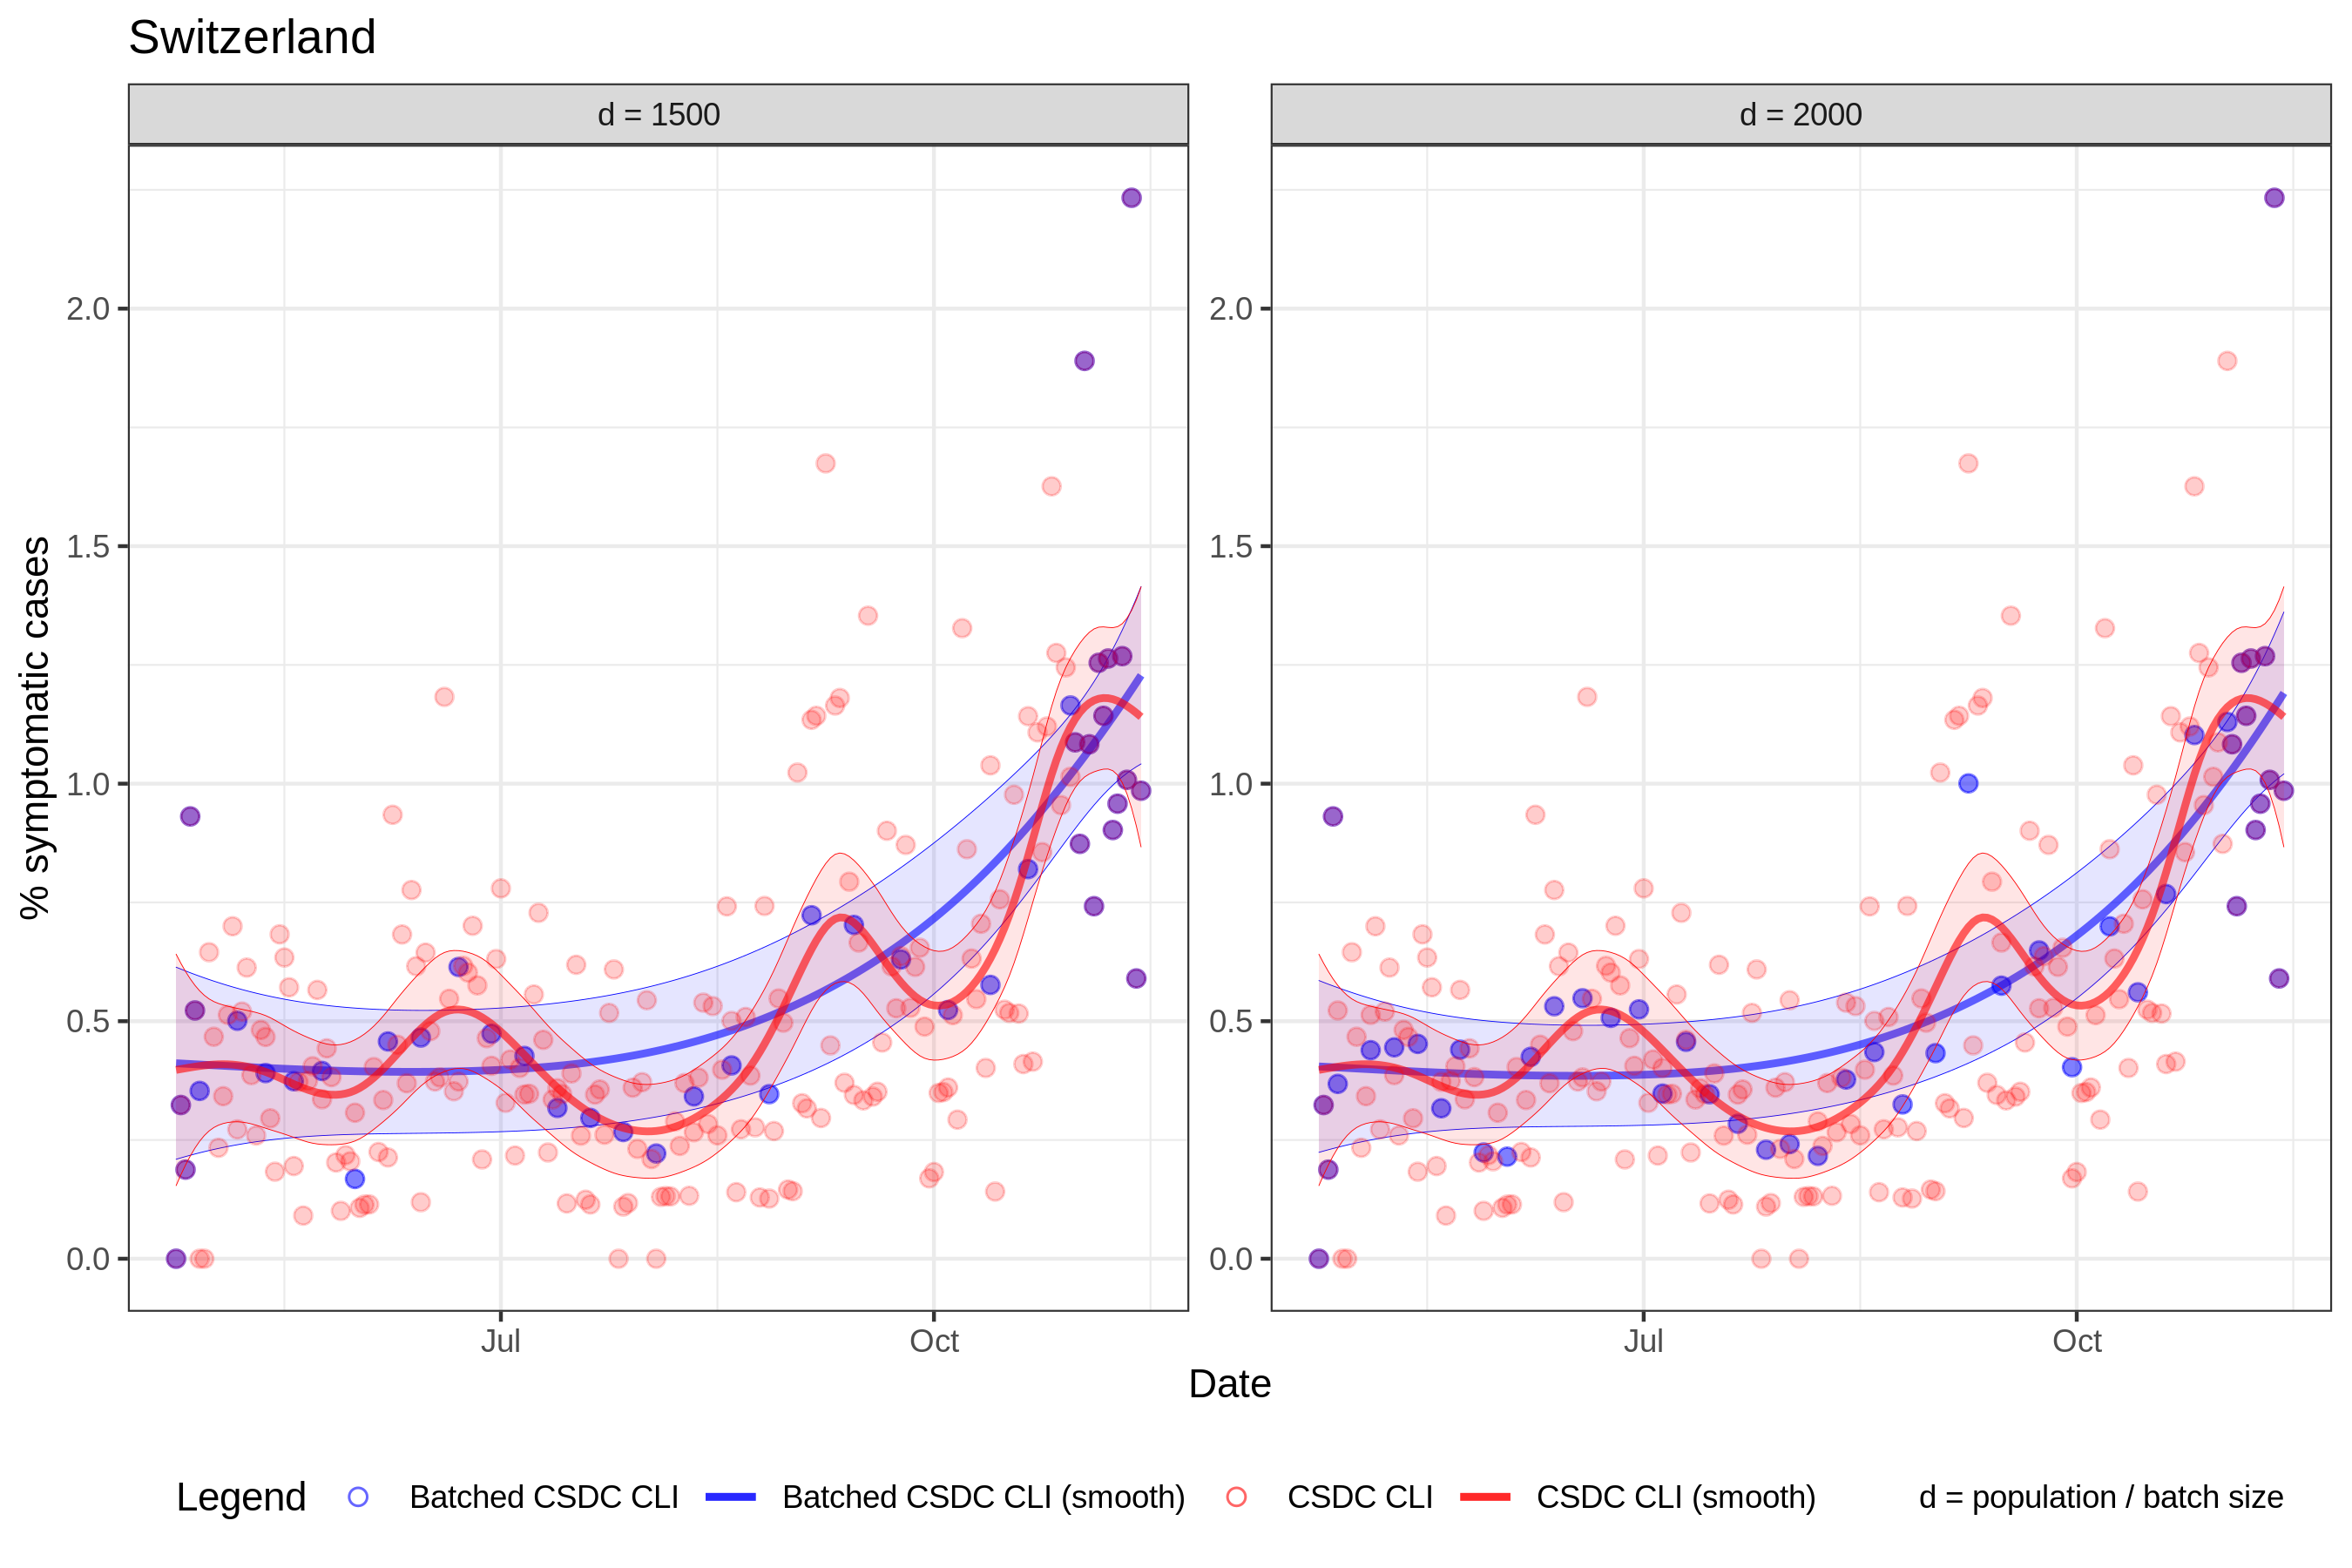 Switzerland
d = 1500
d = 2000
% symptomatic cases
2.0
1.5
1.0
0.5
0.0
2.0
1.5
1.0
0.5
0.0
Jul
Oct
Jul
Oct
Date
Legend Batched CSDC CLI Batched CSDC CLI (smooth) CSDC CLI CSDC CLI (smooth) d = population / batch size